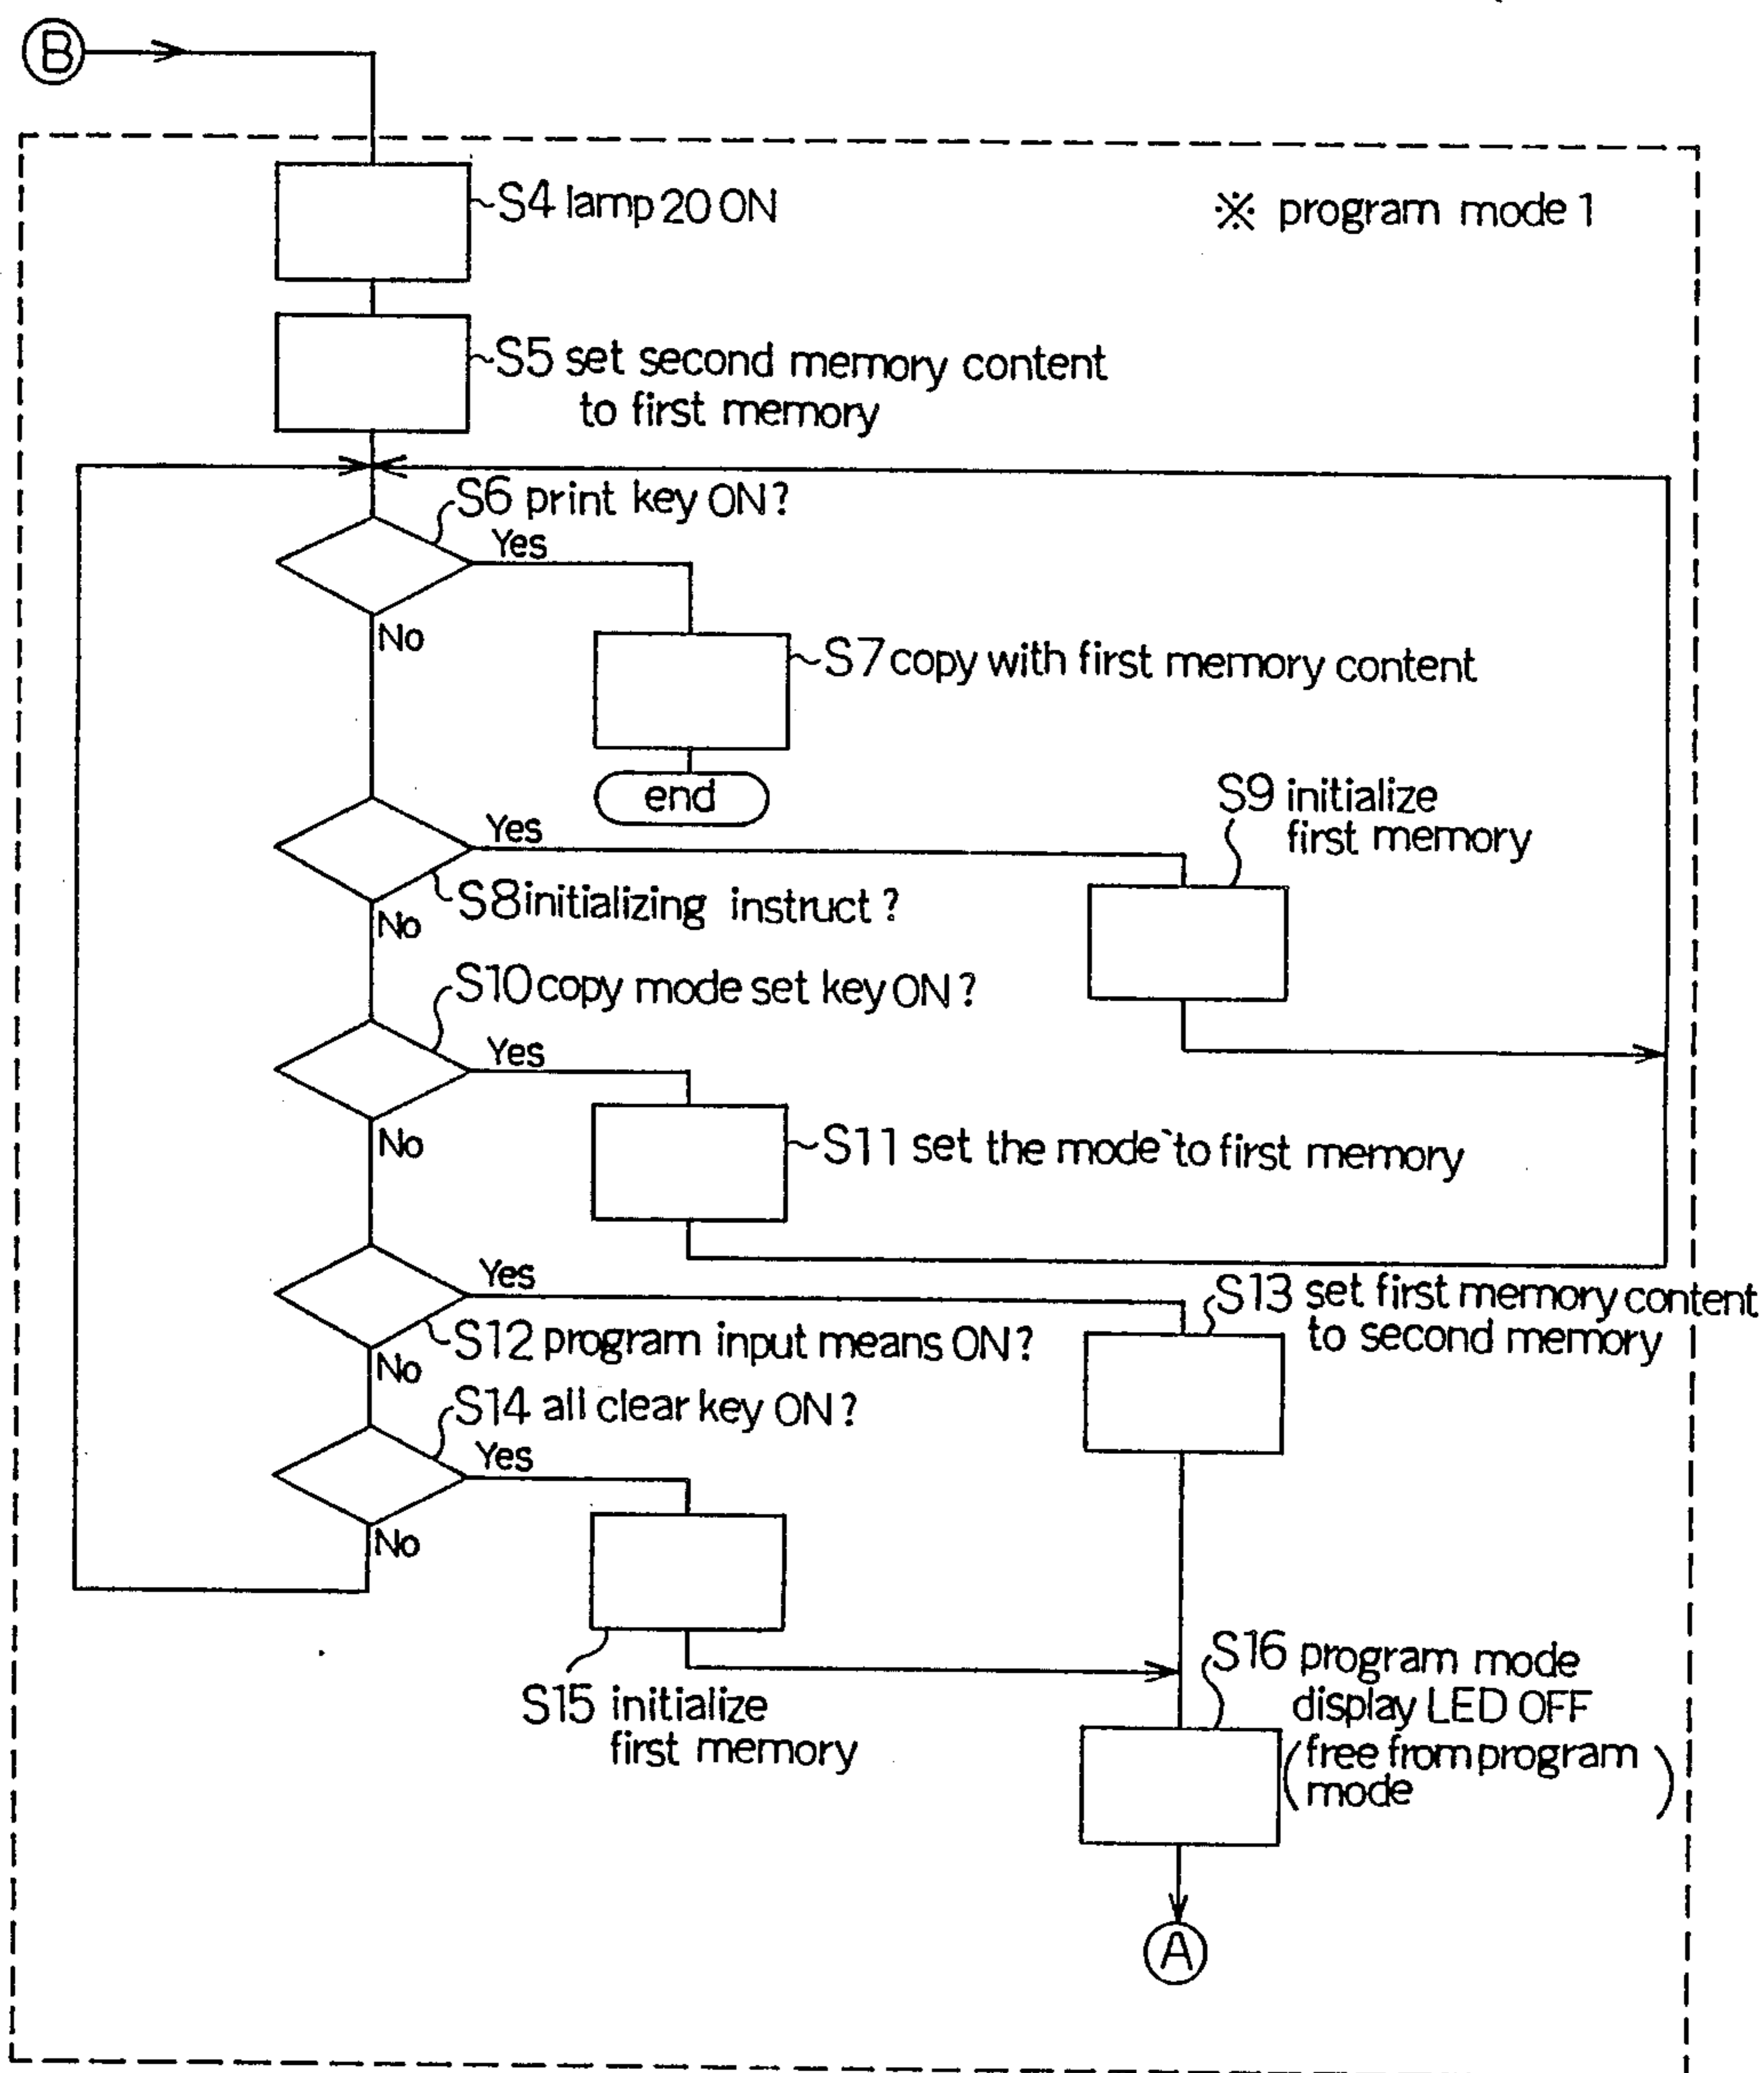 B
S4 lamp 20 ON
※ program mode 1
S5 set second memory content
to first memory
S6 print key ON?
Yes
No
S7 copy with first memory content
end
S9 initialize
first memory
Yes
S8 initializing instruct?
No
S10 copy mode set key ON?
Yes
No
S11 set the mode to first memory
Yes
S13 set first memory content
to second memory
S12 program input means ON?
No
S14 all clear key ON?
Yes
No
S15 initialize
first memory
S16 program mode
display LED OFF
(free from program
mode)
A